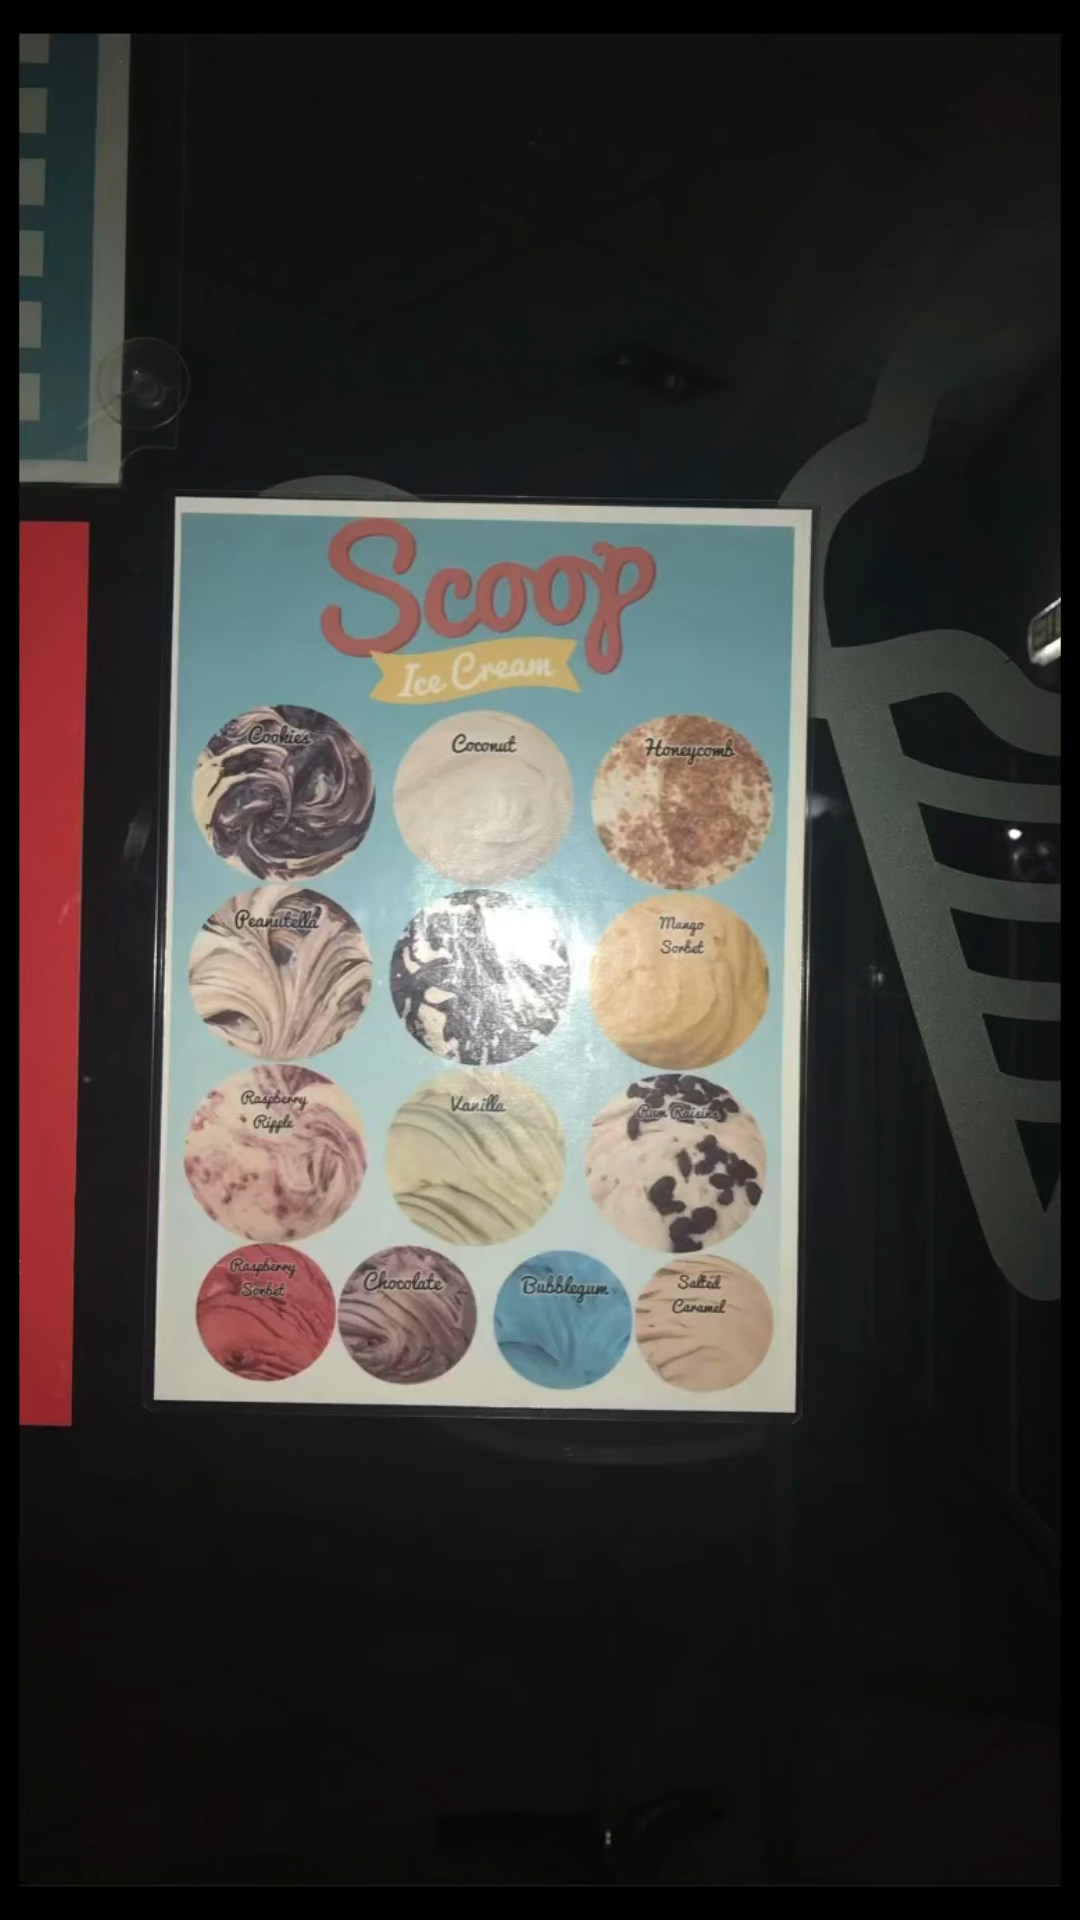 Scoop
Ice Cream
Cookies
Coconut
Honeycomb
Peanutella
Mango
Sorbet
Raspberry
Ripple
Vanilla
Rum Raisins
Raspberry
Sorbet
Chocolate
Bubblegum
Salted
Caramel